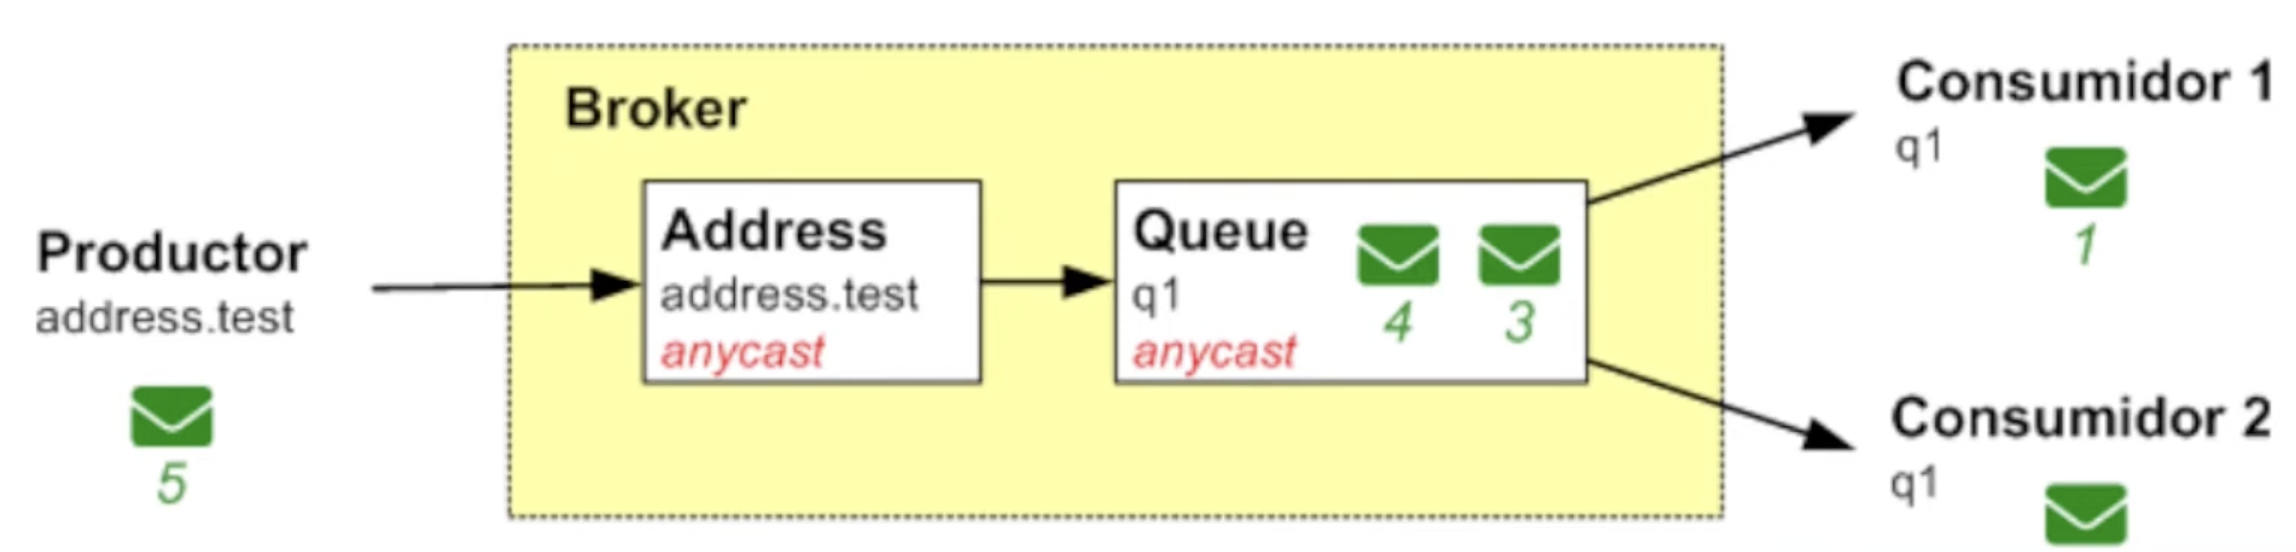 Productor
address.test
5
Broker
Address
address.test
anycast
Queue
q1
anycast
4
3
Consumidor 1
q1
1
Consumidor 2
q1